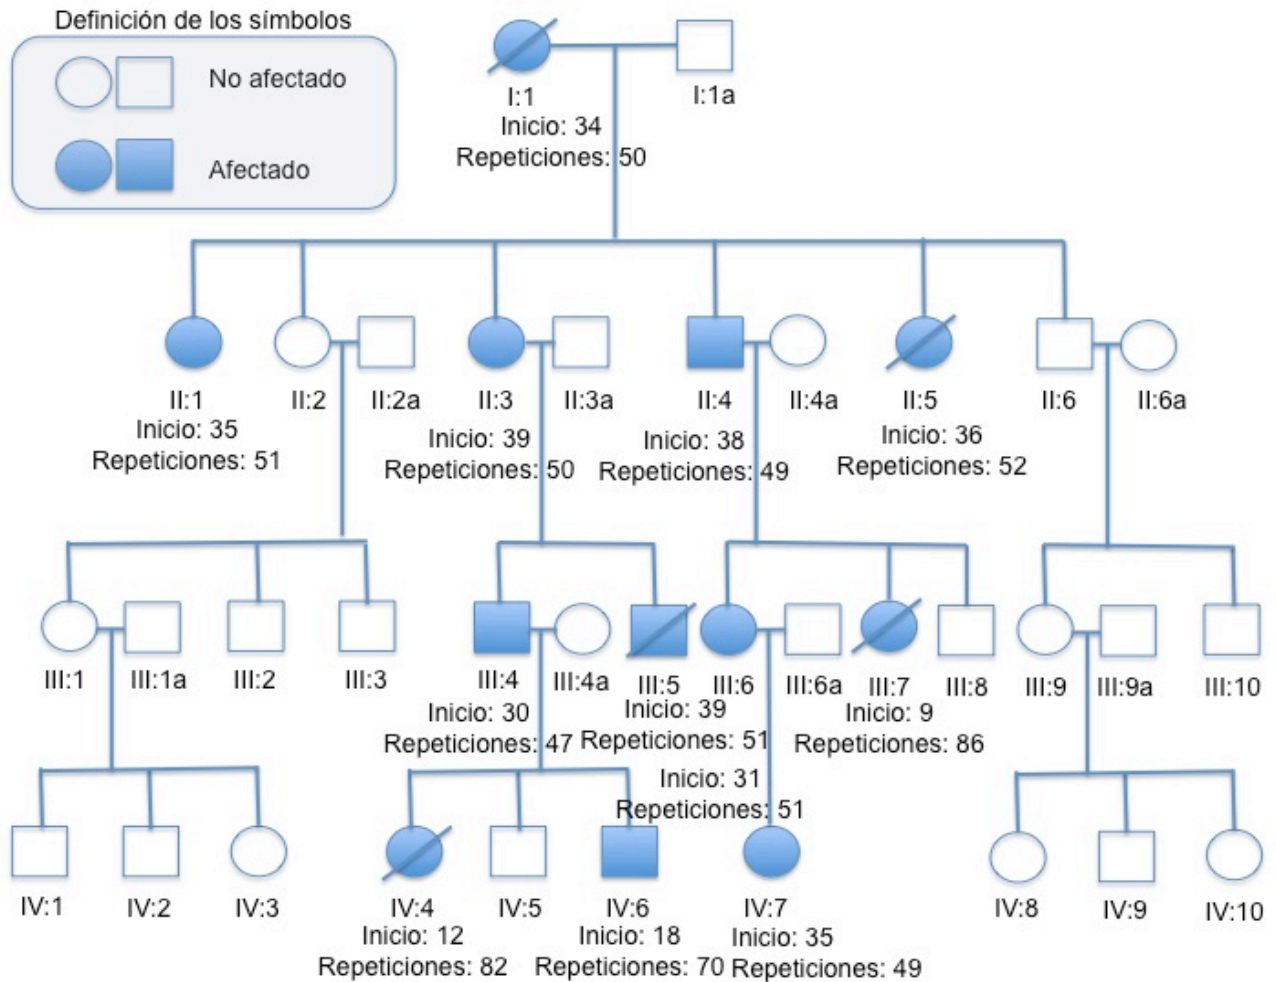 Definición de los símbolos
No afectado
Afectado
I:1
I:1a
Inicio: 34
Repeticiones: 50
II:1
II:2
II:2a
II:3
II:3a
II:4
II:4a
II:5
II:6
II:6a
Inicio: 35
Repeticiones: 51
Inicio: 39
Repeticiones: 50
Inicio: 38
Repeticiones: 49
Inicio: 36
Repeticiones: 52
III:1
III:1a
III:2
III:3
III:4
III:4a
III:5
III:6
III:6a
III:7
III:8
III:9
III:9a
III:10
Inicio: 30
Repeticiones: 47
Inicio: 39
Repeticiones: 51
Inicio: 9
Repeticiones: 86
Inicio: 31
Repeticiones: 51
IV:1
IV:2
IV:3
IV:4
IV:5
IV:6
IV:7
IV:8
IV:9
IV:10
Inicio: 12
Repeticiones: 82
Inicio: 18
Repeticiones: 70
Inicio: 35
Repeticiones: 49